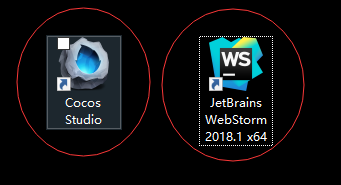 WS
Cocos
Studio
JetBrains
WebStorm
2018.1 x64